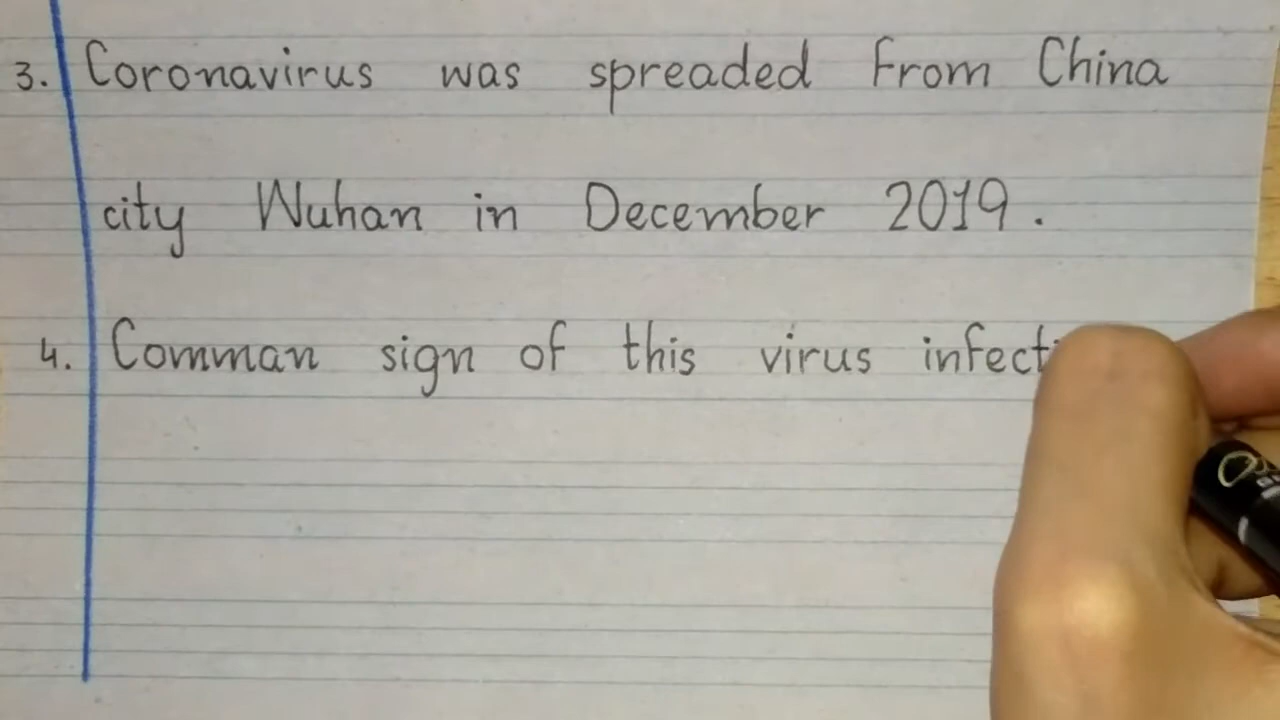 3. Coronavirus was spreaded from China
city Wuhan in December 2019.
4. Comman sign of this virus